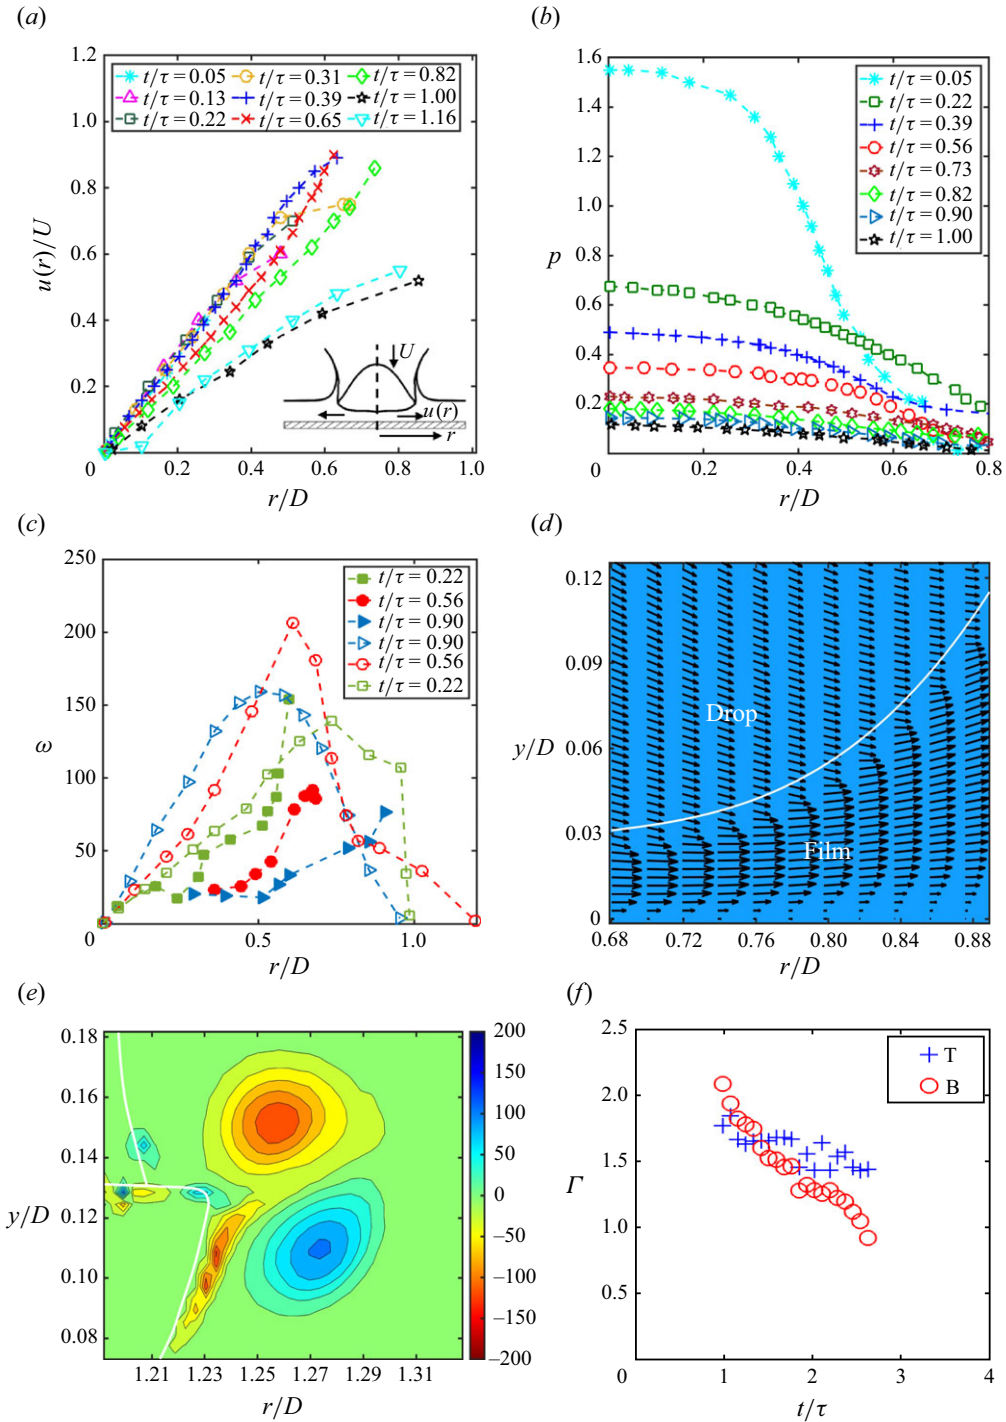 (a)
1.2
1.0
0.8
0.6
0.4
0.2
0
0.2
0.4
0.6
0.8
1.0
u(r)/U
r/D
t/τ = 0.05
t/τ = 0.31
t/τ = 0.82
t/τ = 0.13
t/τ = 0.39
t/τ = 1.00
t/τ = 0.22
t/τ = 0.65
t/τ = 1.16
U
u(r)
r
(b)
1.6
1.4
1.2
1.0
0.8
0.6
0.4
0.2
0
0.2
0.4
0.6
0.8
p
r/D
t/τ = 0.05
t/τ = 0.22
t/τ = 0.39
t/τ = 0.56
t/τ = 0.73
t/τ = 0.82
t/τ = 0.90
t/τ = 1.00
(c)
250
200
150
100
50
0
0
0.5
1.0
ω
r/D
t/τ = 0.22
t/τ = 0.56
t/τ = 0.90
t/τ = 0.90
t/τ = 0.56
t/τ = 0.22
(d)
0.12
0.09
0.06
0.03
0
0.68
0.72
0.76
0.80
0.84
0.88
y/D
r/D
Drop
Film
(e)
0.18
0.16
0.14
0.12
0.10
0.08
1.21
1.23
1.25
1.27
1.29
1.31
y/D
r/D
200
150
100
50
0
–50
–100
–150
–200
(f)
2.5
2.0
1.5
1.0
0.5
0
1
2
3
4
Γ
t/τ
T
B